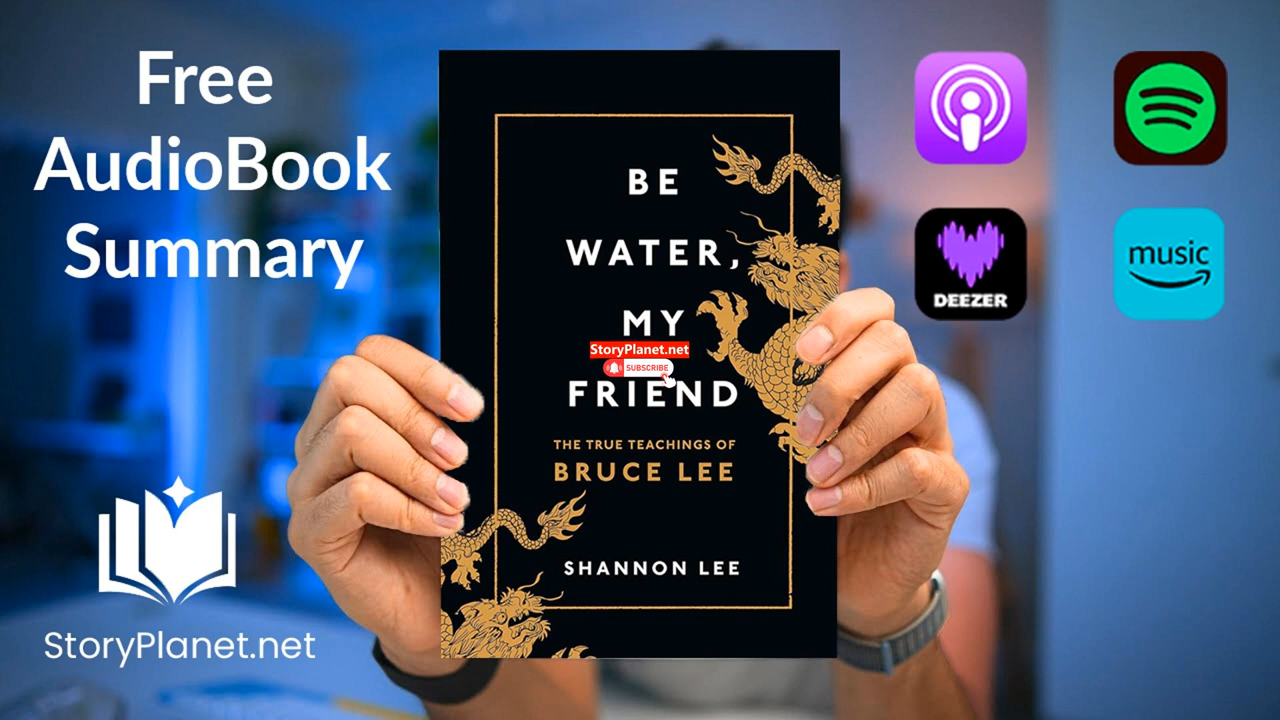 Free
AudioBook
Summary
StoryPlanet.net
BE
WATER,
MY
StoryPlanet.net
SUBSCRIBE
FRIEND
THE TRUE TEACHINGS OF
BRUCE LEE
SHANNON LEE
DEEZER
music